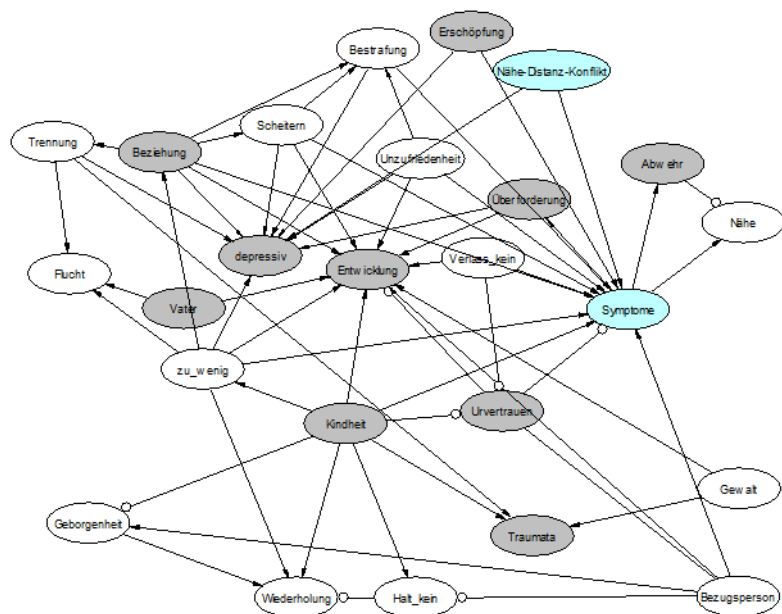 Erschöpfung
Bestrafung
Nähe-Distanz-Konflikt
Scheitern
Trennung
Beziehung
Unzufriedenheit
Abwehr
Überforderung
Nähe
depressiv
Verlass_kein
Flucht
Entwicklung
Vater
Symptome
zu_wenig
Kindheit
Urvertrauen
Gewalt
Geborgenheit
Traumata
Wiederholung
Halt_kein
Bezugsperson